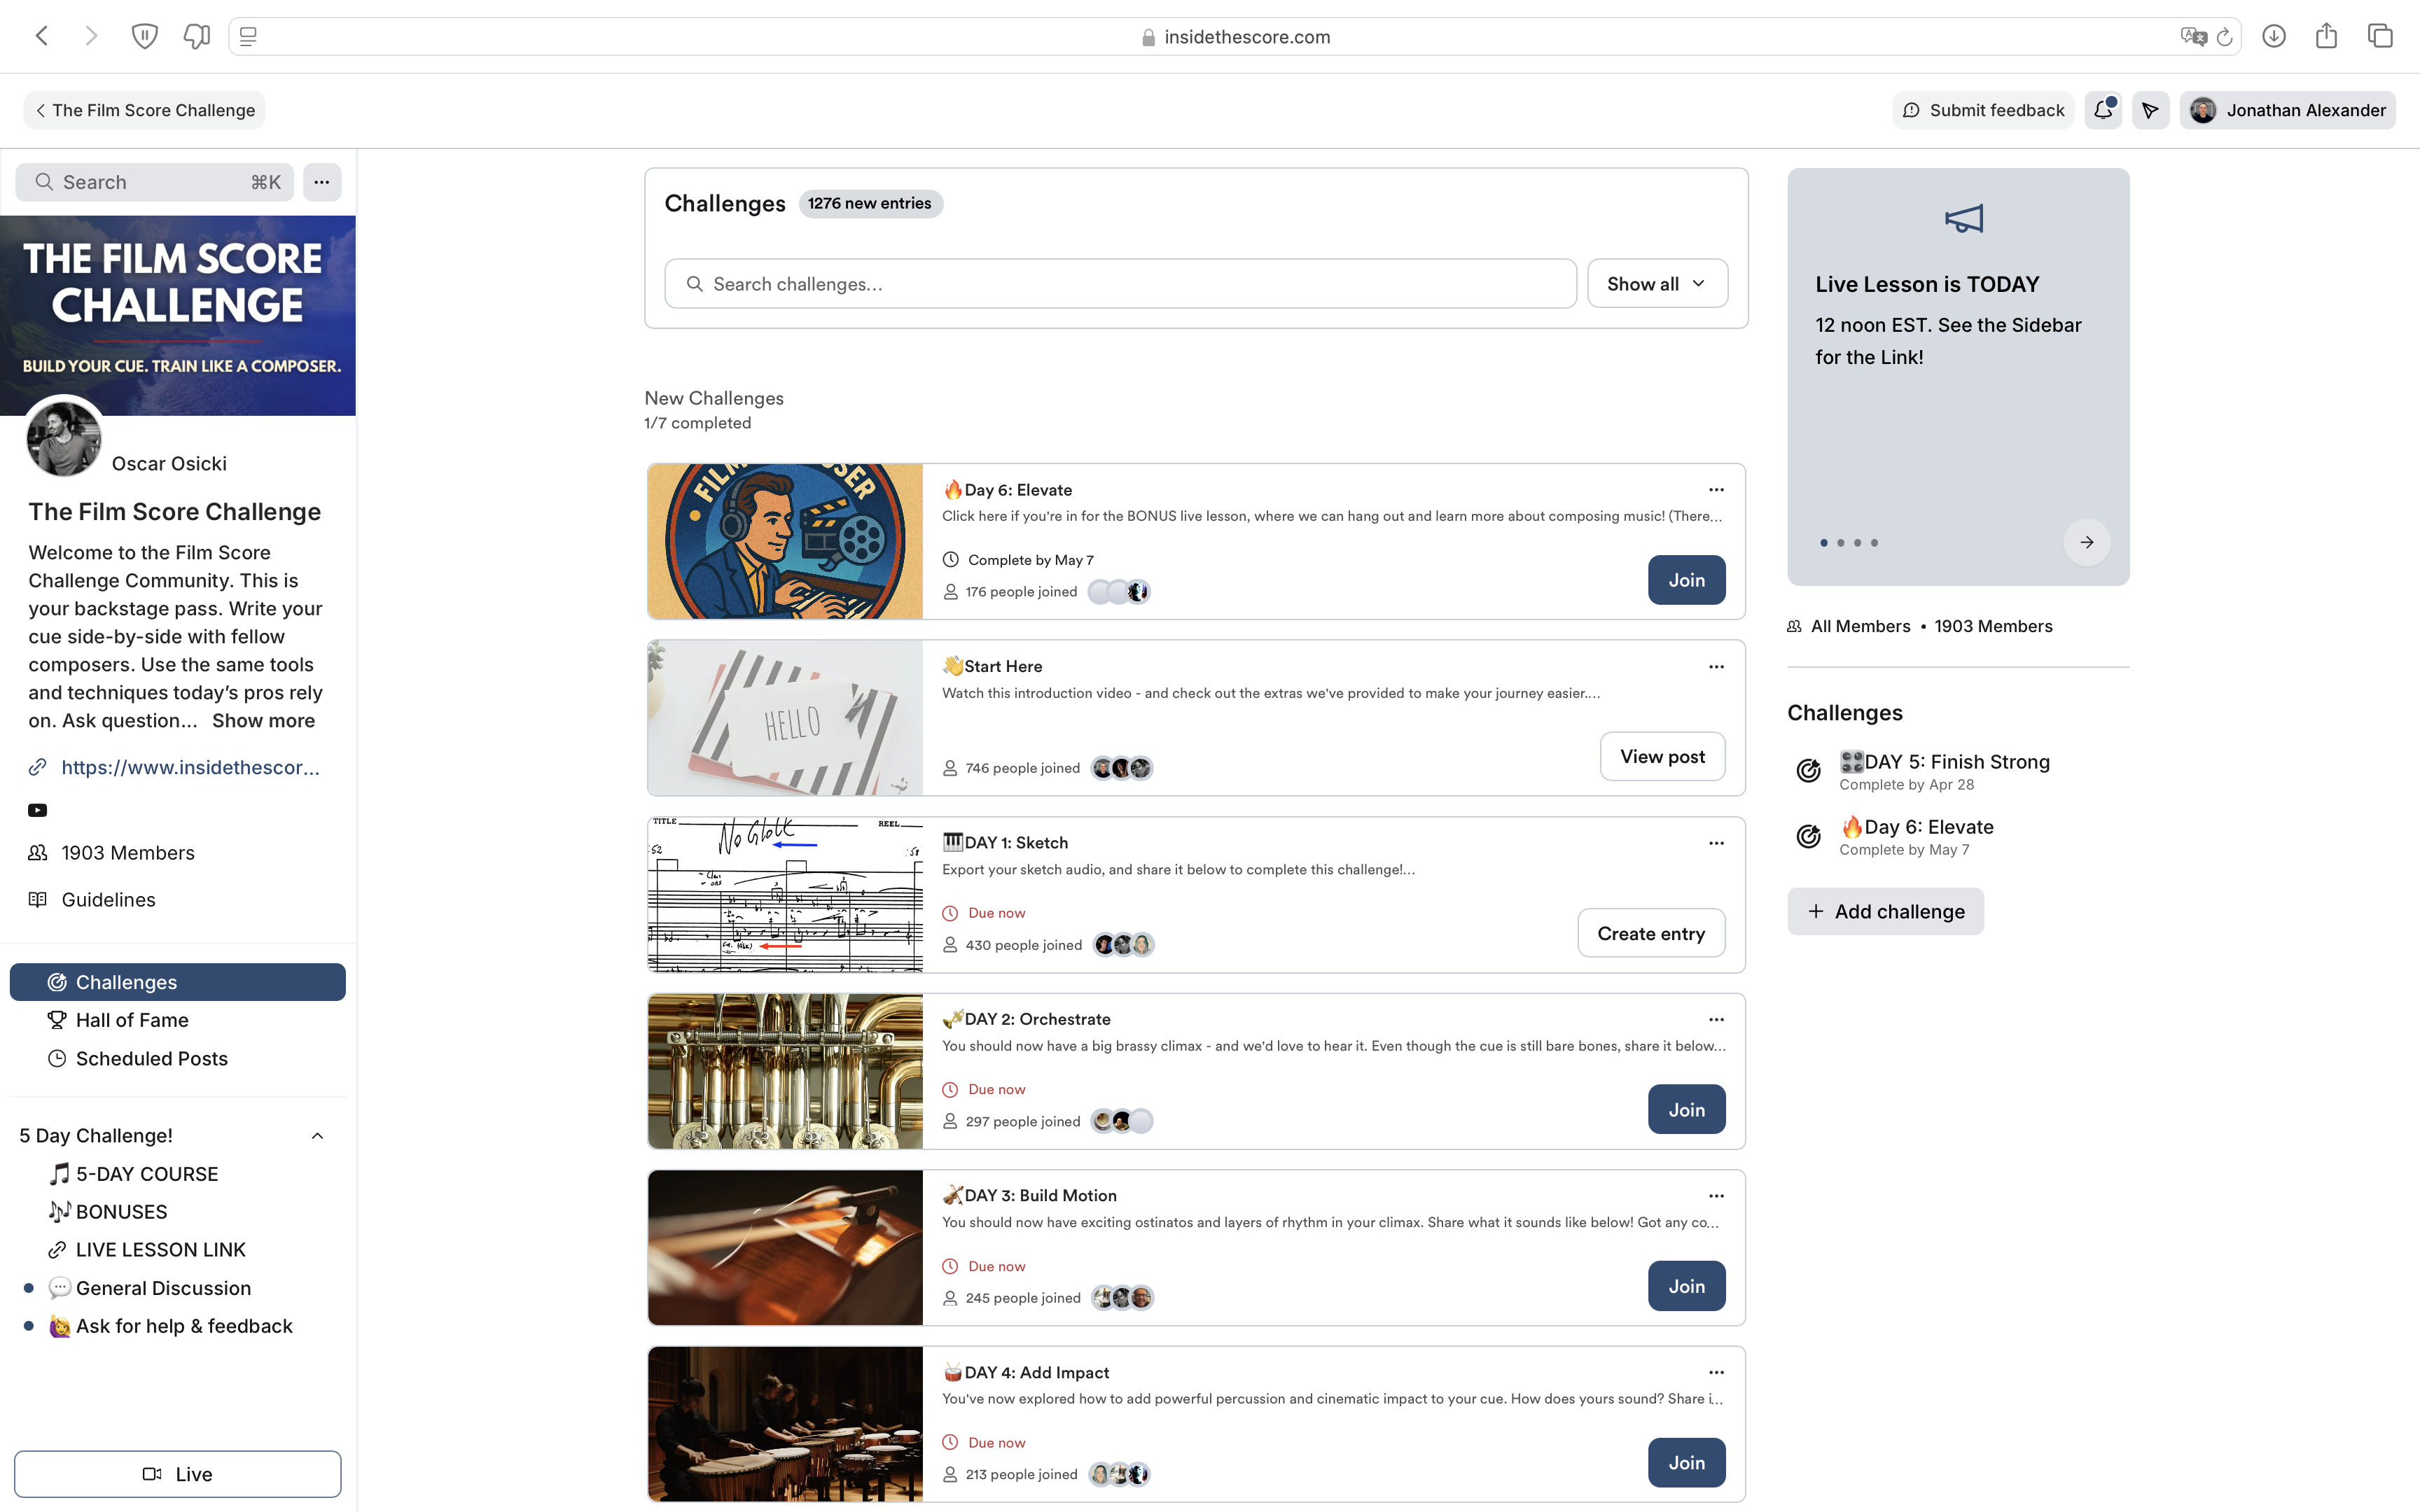 insidethescore.com
The Film Score Challenge
Submit feedback
Jonathan Alexander
Search
⌘K
THE FILM SCORE
CHALLENGE
BUILD YOUR CUE. TRAIN LIKE A COMPOSER.
Oscar Osicki
The Film Score Challenge
Welcome to the Film Score
Challenge Community. This is
your backstage pass. Write your
cue side-by-side with fellow
composers. Use the same tools
and techniques today’s pros rely
on. Ask question... Show more
https://www.insidethescor...
1903 Members
Guidelines
Challenges
Hall of Fame
Scheduled Posts
5 Day Challenge!
5-DAY COURSE
BONUSES
LIVE LESSON LINK
General Discussion
Ask for help & feedback
Live
Challenges
1276 new entries
Search challenges...
Show all
New Challenges
1/7 completed
Day 6: Elevate
Click here if you're in for the BONUS live lesson, where we can hang out and learn more about composing music! (There...
Complete by May 7
176 people joined
Join
HELLO
Start Here
Watch this introduction video - and check out the extras we've provided to make your journey easier....
746 people joined
View post
TITLE
No Glock
REEL
:52
:58
DAY 1: Sketch
Export your sketch audio, and share it below to complete this challenge!...
Due now
430 people joined
Create entry
DAY 2: Orchestrate
You should now have a big brassy climax - and we'd love to hear it. Even though the cue is still bare bones, share it below...
Due now
297 people joined
Join
DAY 3: Build Motion
You should now have exciting ostinatos and layers of rhythm in your climax. Share what it sounds like below! Got any co...
Due now
245 people joined
Join
DAY 4: Add Impact
You've now explored how to add powerful percussion and cinematic impact to your cue. How does yours sound? Share i...
Due now
213 people joined
Join
Live Lesson is TODAY
12 noon EST. See the Sidebar
for the Link!
All Members • 1903 Members
Challenges
DAY 5: Finish Strong
Complete by Apr 28
Day 6: Elevate
Complete by May 7
Add challenge